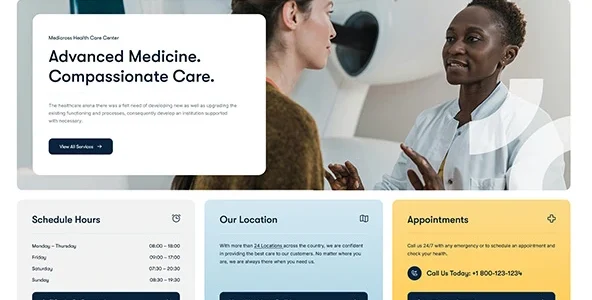 Medicross Health Care Center
Advanced Medicine.
Compassionate Care.
The healthcare arena there was a felt need of developing new as well as upgrading the
existing functioning and processes, consequently develop an institution supported
with necessary.
View All Services
Schedule Hours
Monday – Thursday 08:00 – 18:00
Friday 09:00 – 17:00
Saturday 07:30 – 20:30
Sunday 08:30 – 19:30
Our Location
With more than 24 Locations across the country, we are confident
in providing the best care to our customers. No matter where you
are, we are always there when you need us.
Appointments
Call us 24/7 with any emergency or to schedule an appointment and
check your health.
Call Us Today: +1 800-123-1234